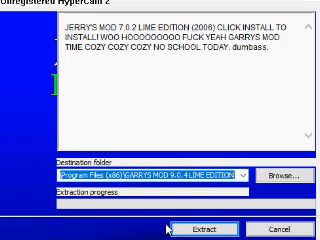 Unregistered HyperCam 2
JERRY'S MOD 7.0.2 LIME EDITION (2006) CLICK INSTALL TO
INSTALL! WOO HOOOOOOOOO FUCK YEAH GARRYS MOD
TIME COZY COZY COZY NO SCHOOL TODAY. dumbass.
Destination folder
\Program Files (x86)\GARRYS MOD 9.0.4 LIME EDITION
Browse...
Extraction progress
Extract
Cancel